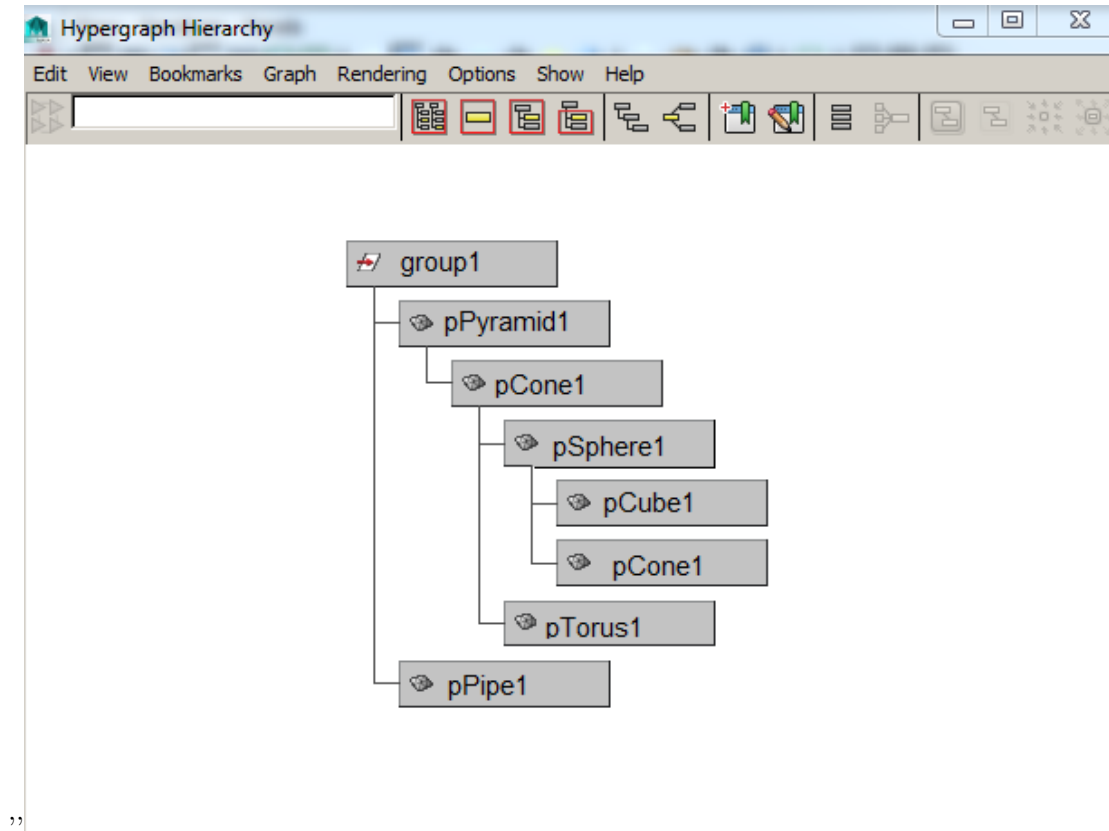 Hypergraph Hierarchy
Edit View Bookmarks Graph Rendering Options Show Help
group1
pPyramid1
pCone1
pSphere1
pCube1
pCone1
pTorus1
pPipe1
,,